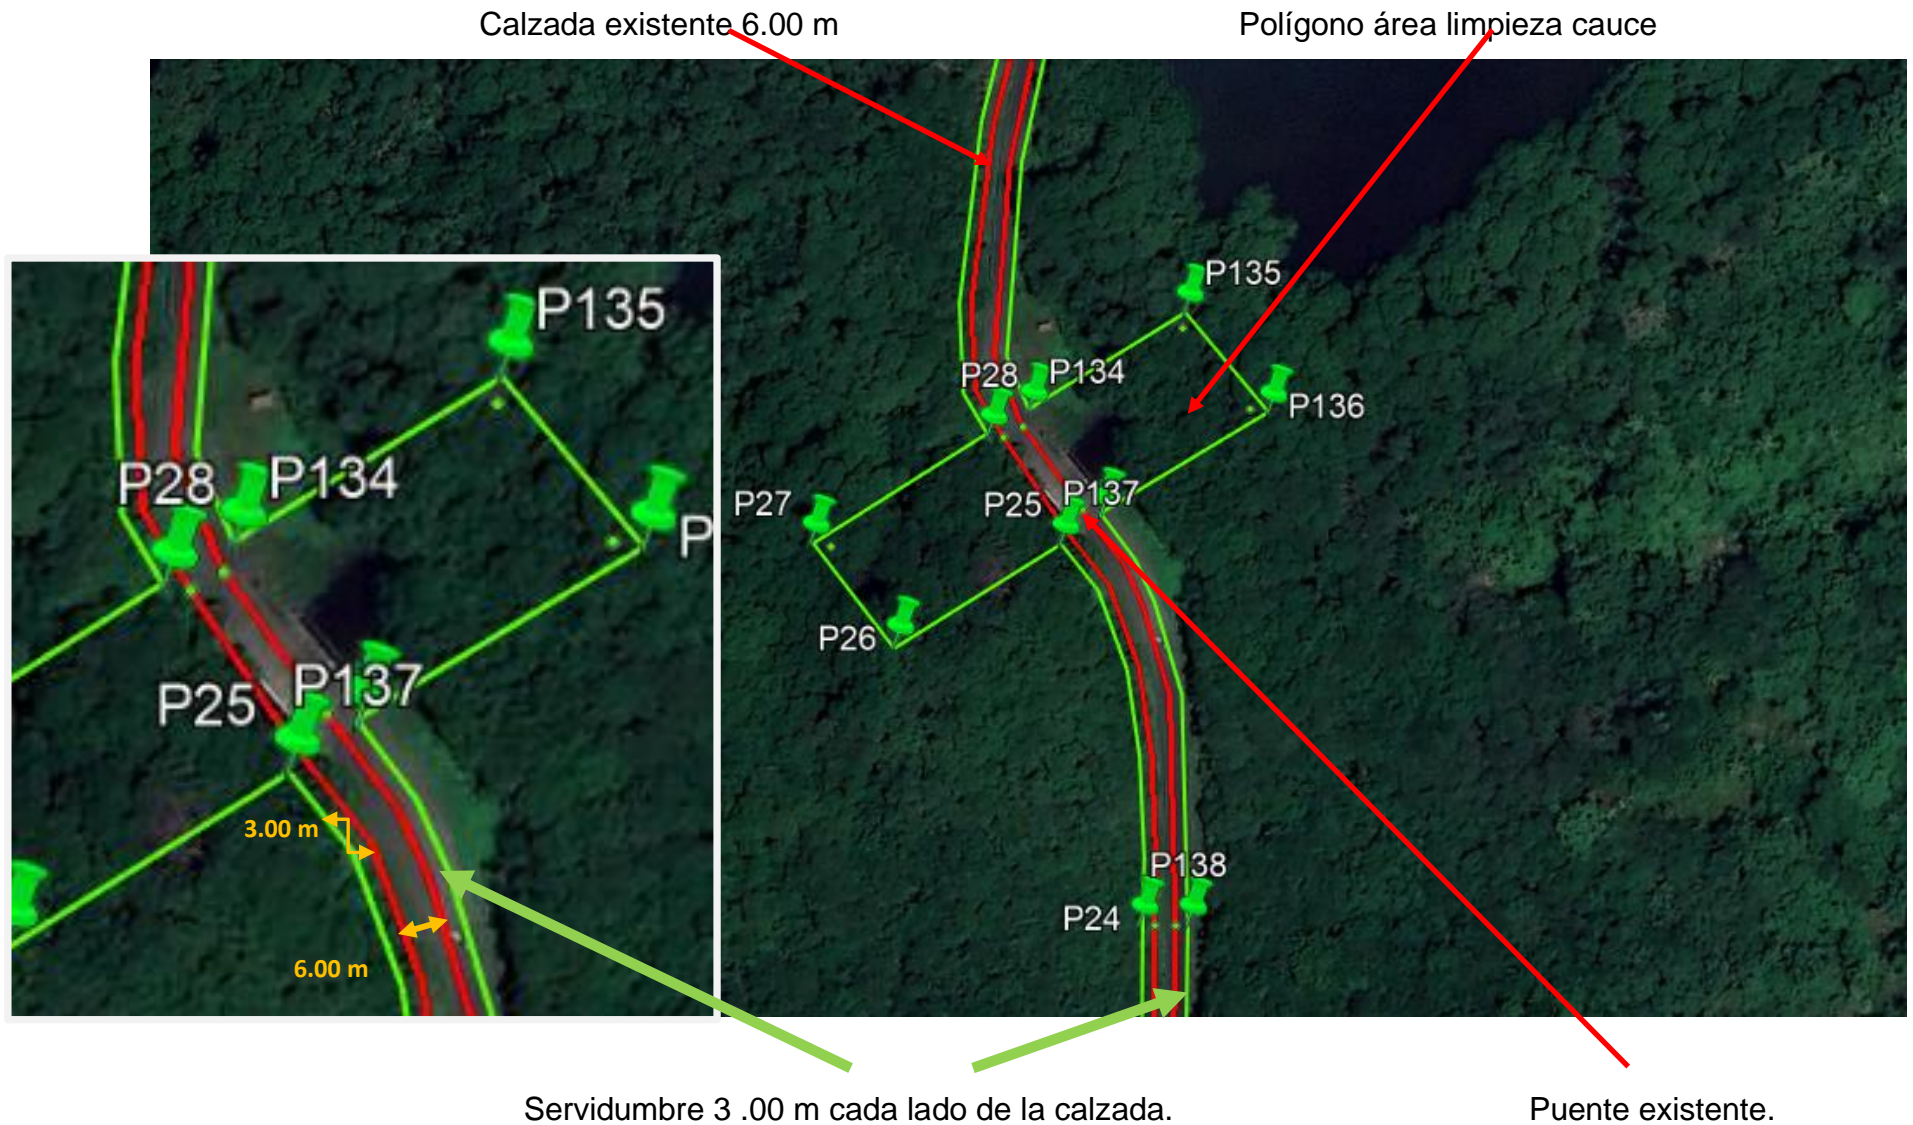 Calzada existente 6.00 m
Polígono área limpieza cauce
P135
P134
P28
P136
P137
P25
P27
P26
P138
P24
P135
P134
P28
P
P137
P25
3.00 m
6.00 m
Servidumbre 3 .00 m cada lado de la calzada.
Puente existente.